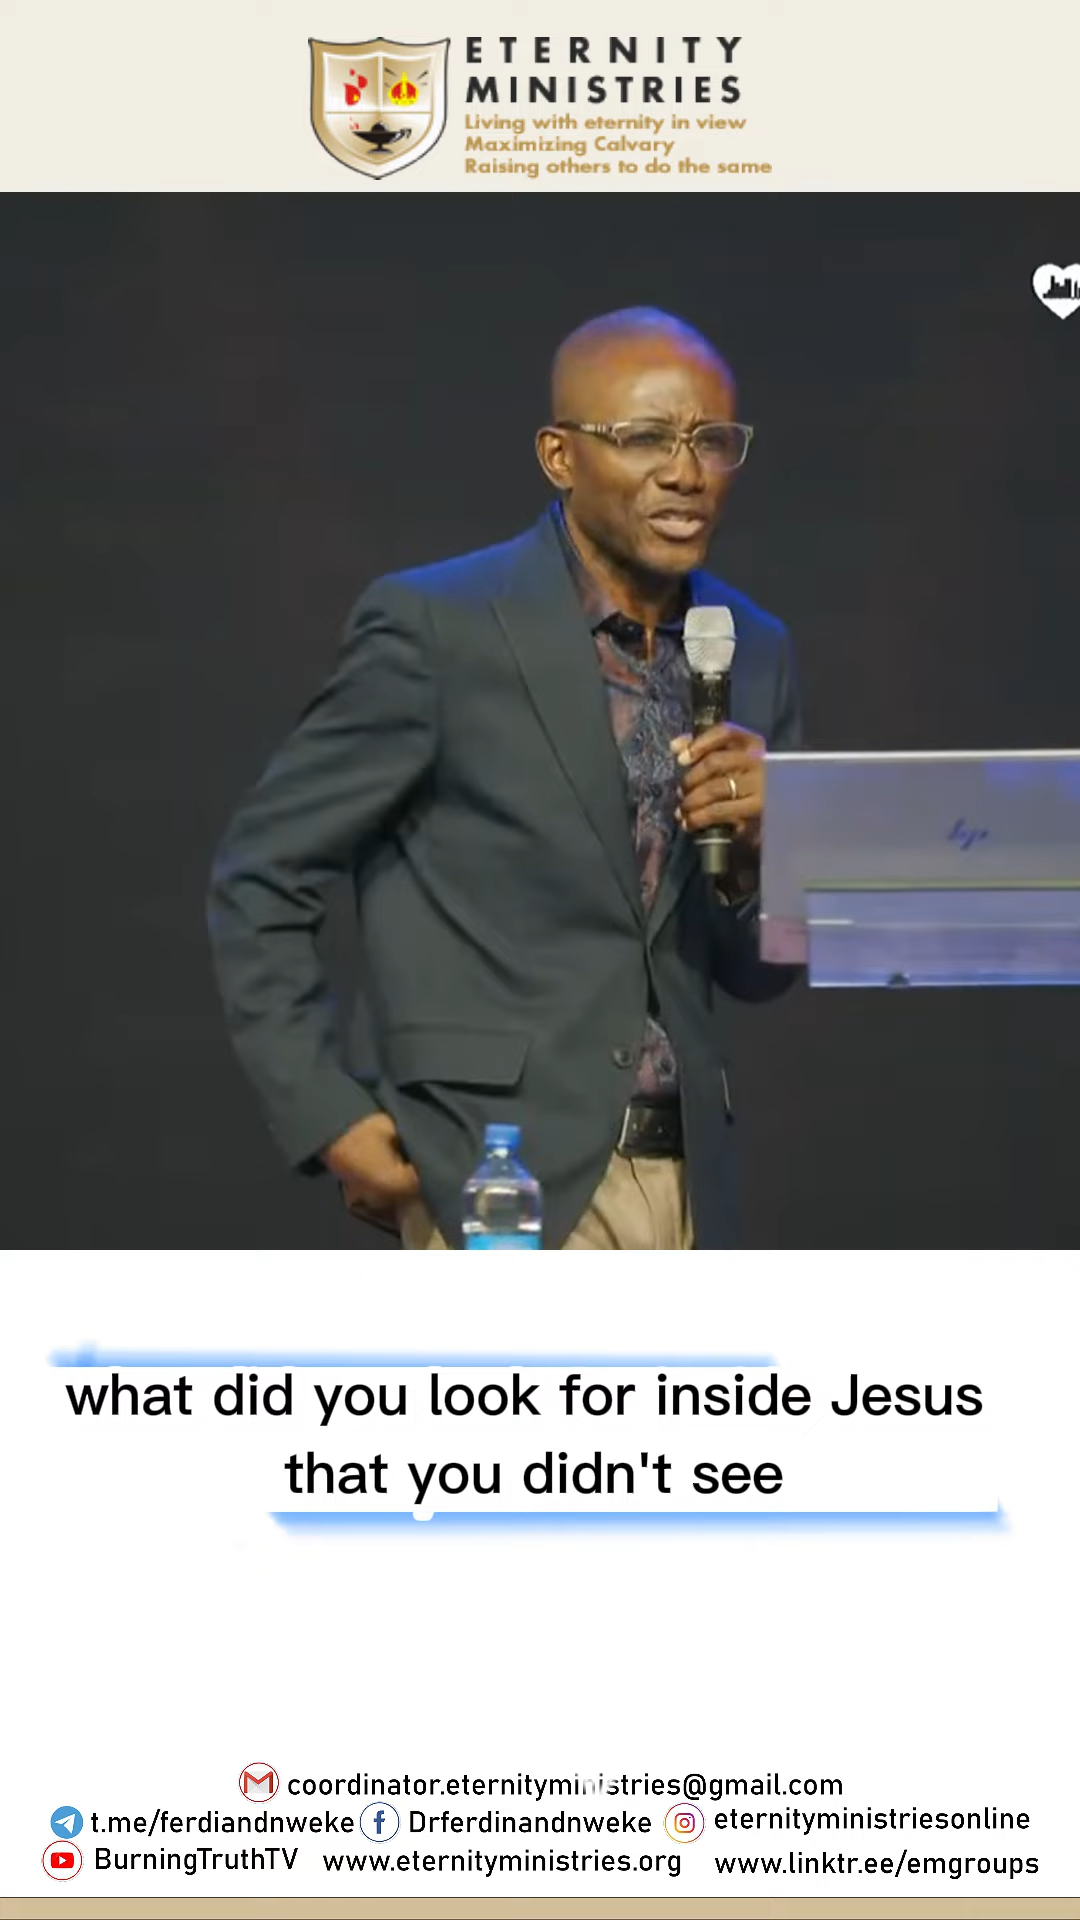 ETERNITY
MINISTRIES
Living with eternity in view
Maximizing Calvary
Raising others to do the same
what did you look for inside Jesus
that you didn't see
coordinator.eternityministries@gmail.com
t.me/ferdiandnweke Drferdinandnweke eternityministriesonline
BurningTruthTV www.eternityministries.org www.linktr.ee/emgroups